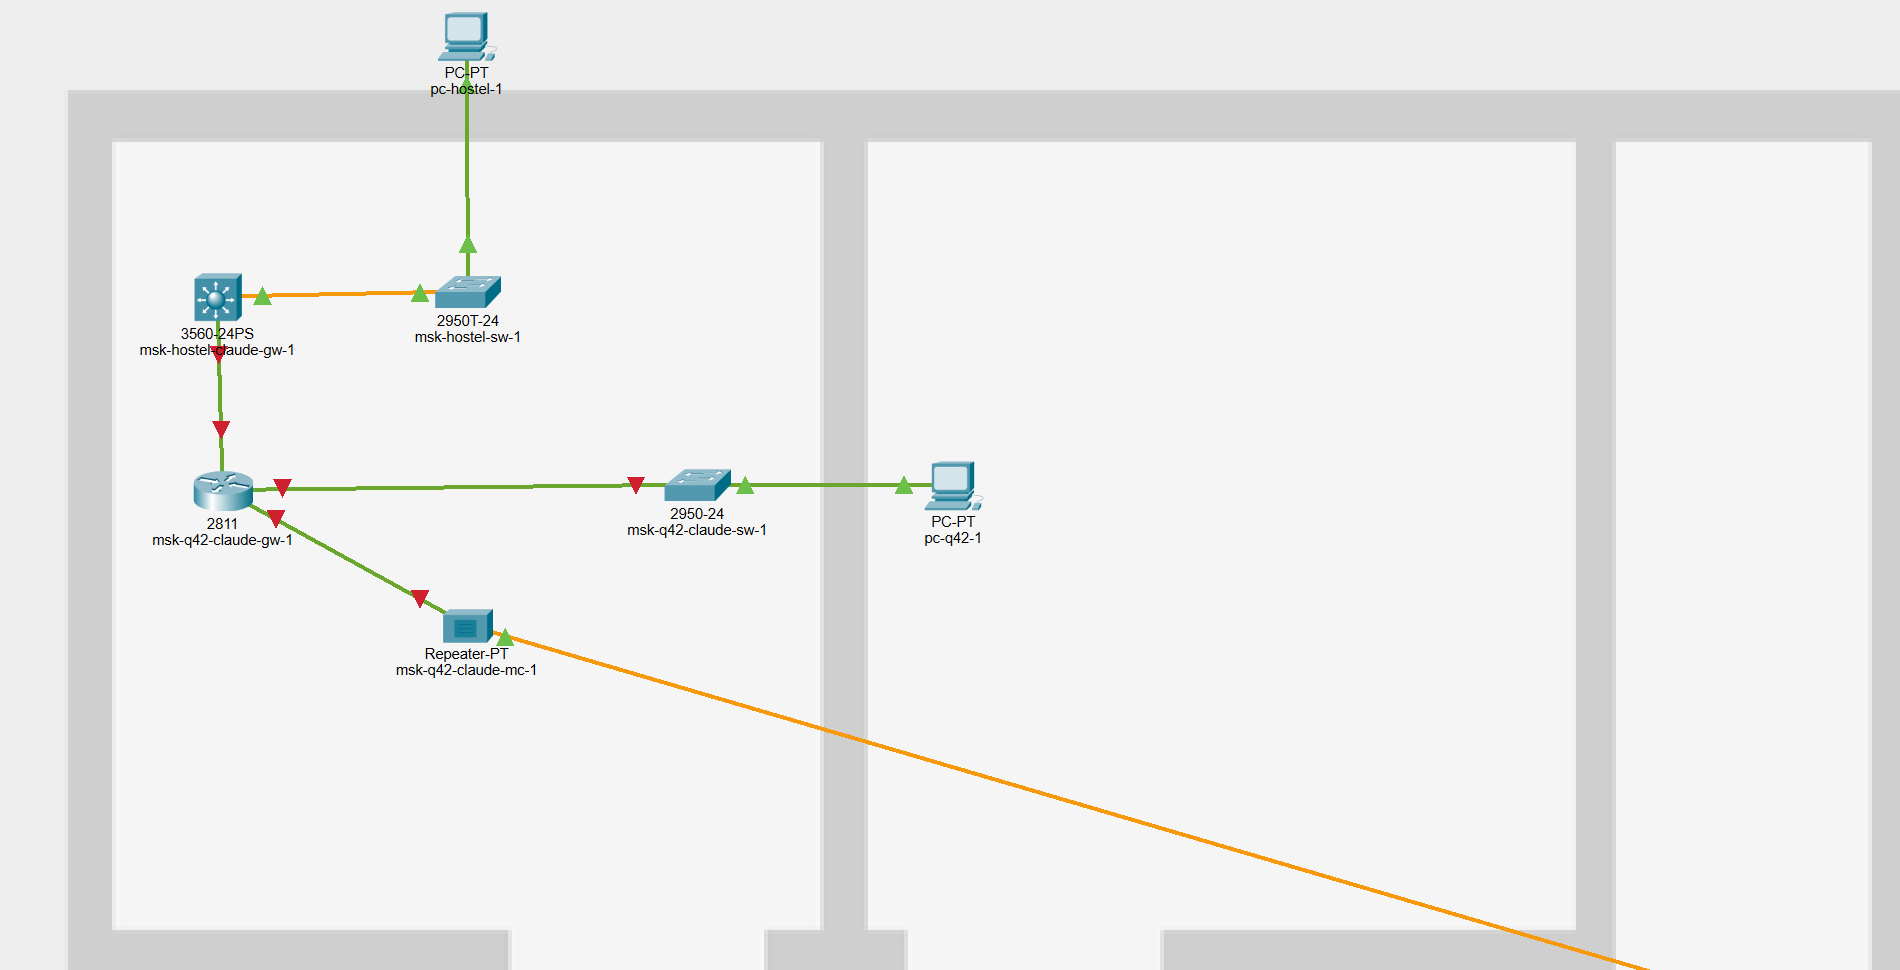 PC-PT
pc-hostel-1
3560-24PS
msk-hostel-claude-gw-1
2950T-24
msk-hostel-sw-1
2811
msk-q42-claude-gw-1
2950-24
msk-q42-claude-sw-1
PC-PT
pc-q42-1
Repeater-PT
msk-q42-claude-mc-1